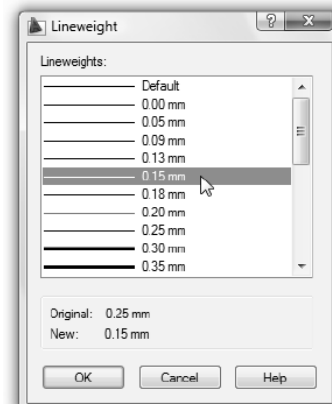 Lineweight
Lineweights:
Default
0.00 mm
0.05 mm
0.09 mm
0.13 mm
0.15 mm
0.18 mm
0.20 mm
0.25 mm
0.30 mm
0.35 mm
Original: 0.25 mm
New: 0.15 mm
OK Cancel Help